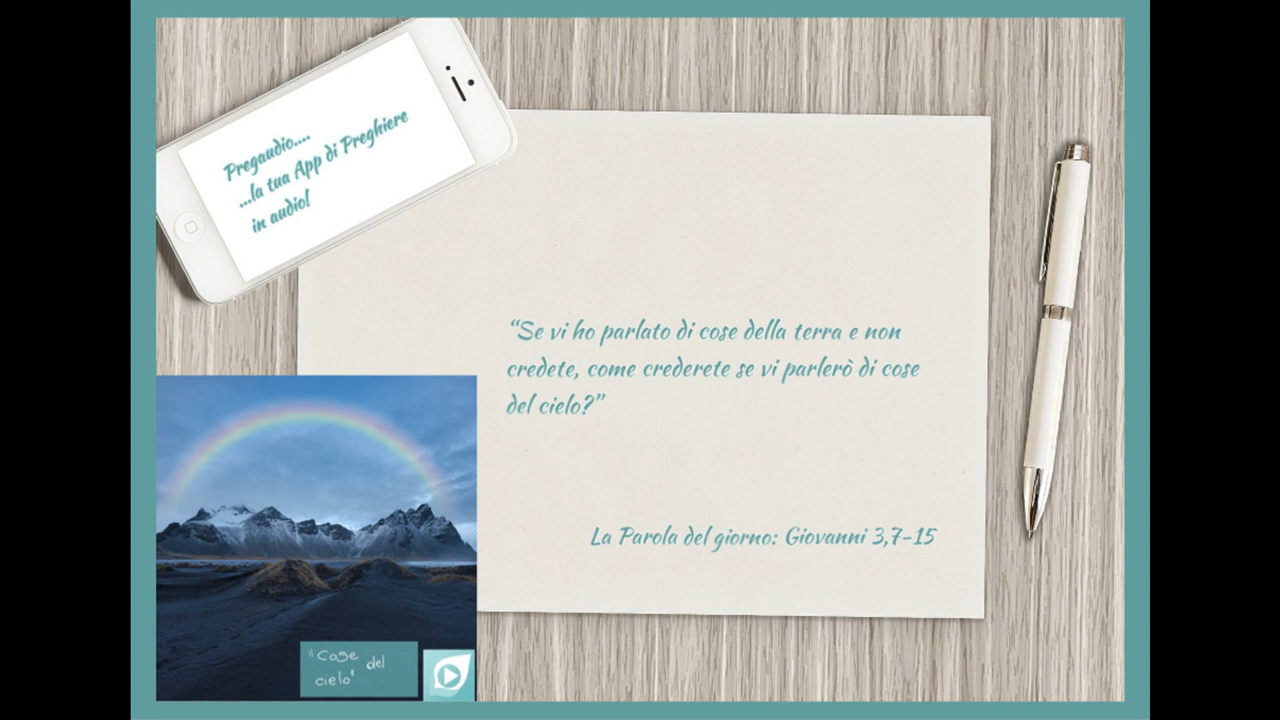 Pregaudio....
...la tua App di Preghiere
in audio!
“Se vi ho parlato di cose della terra e non
credete, come crederete se vi parlerò di cose
del cielo?”
La Parola del giorno: Giovanni 3,7-15
"Cose del
cielo"